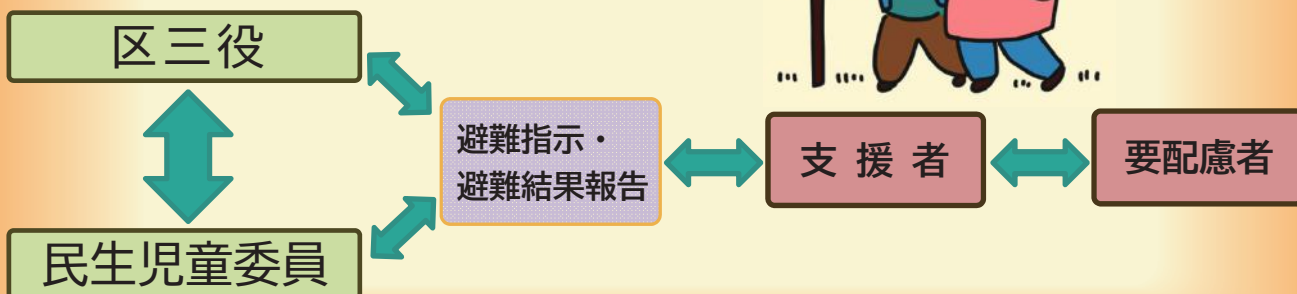 区三役
避難指示・
避難結果報告
支援者
要配慮者
民生児童委員